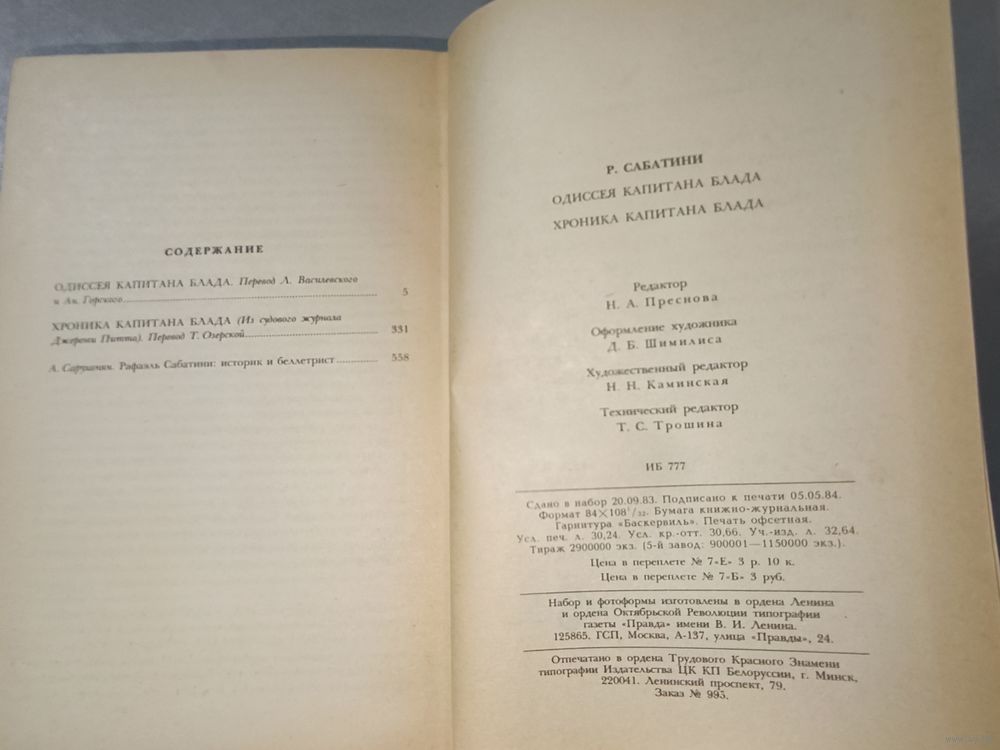 СОДЕРЖАНИЕ
ОДИССЕЯ КАПИТАНА БЛАДА. Перевод Л. Василевского
и Ан. Горского 5
ХРОНИКА КАПИТАНА БЛАДА (Из судового журнала
Джереми Питта). Перевод Т. Озерской 331
А. Саруханян. Рафаэль Сабатини: историк и беллетрист 558
Р. САБАТИНИ
ОДИССЕЯ КАПИТАНА БЛАДА
ХРОНИКА КАПИТАНА БЛАДА
Редактор
Н. А. Преснова
Оформление художника
Д. Б. Шимилиса
Художественный редактор
Н. Н. Каминская
Технический редактор
Т. С. Трошина
ИБ 777
Сдано в набор 20.09.83. Подписано к печати 05.05.84.
Формат 84×108¹/₃₂. Бумага книжно-журнальная.
Гарнитура «Баскервиль». Печать офсетная.
Усл. печ. л. 30,24. Усл. кр.-отт. 30,66. Уч.-изд. л. 32,64.
Тираж 2900000 экз. (5-й завод: 900001—1150000 экз.).
Цена в переплете № 7«Е» 3 р. 10 к.
Цена в переплете № 7«Б» 3 руб.
Набор и фотоформы изготовлены в ордена Ленина
и ордена Октябрьской Революции типографии
газеты «Правда» имени В. И. Ленина.
125865. ГСП, Москва, А-137, улица «Правды», 24.
Отпечатано в ордена Трудового Красного Знамени
типографии Издательства ЦК КП Белоруссии, г. Минск,
220041. Ленинский проспект, 79.
Заказ № 995.